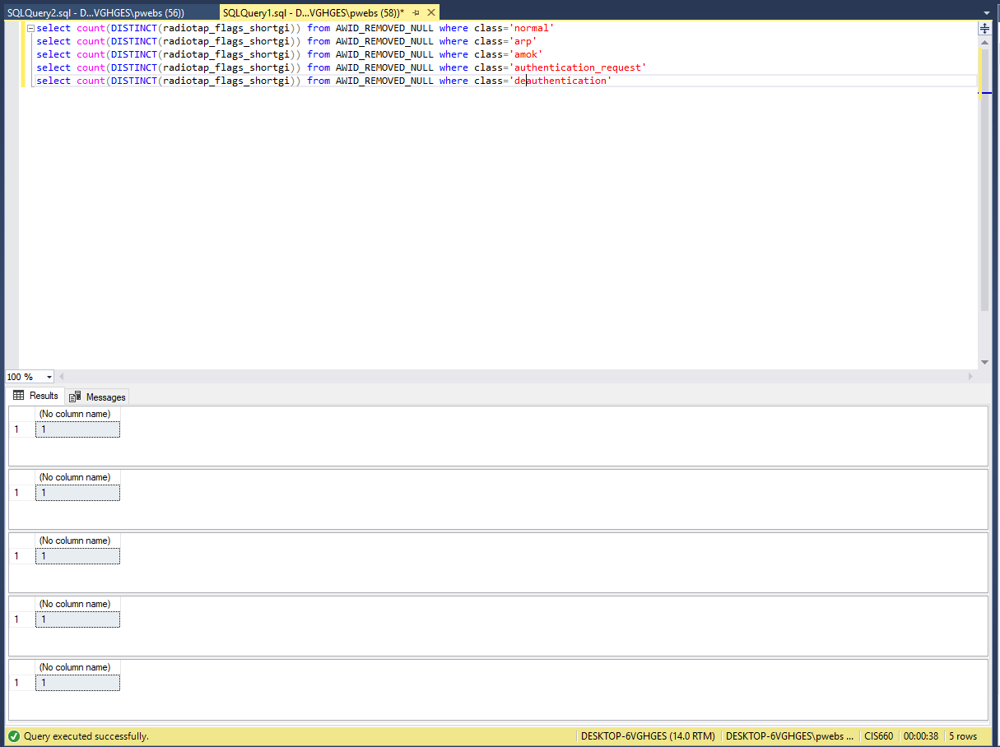 SQLQuery2.sql - D...VGHGES\pwebs (56))
SQLQuery1.sql - D...VGHGES\pwebs (58))*
select count(DISTINCT(radiotap_flags_shortgi)) from AWID_REMOVED_NULL where class='normal'
select count(DISTINCT(radiotap_flags_shortgi)) from AWID_REMOVED_NULL where class='arp'
select count(DISTINCT(radiotap_flags_shortgi)) from AWID_REMOVED_NULL where class='amok'
select count(DISTINCT(radiotap_flags_shortgi)) from AWID_REMOVED_NULL where class='authentication_request'
select count(DISTINCT(radiotap_flags_shortgi)) from AWID_REMOVED_NULL where class='deauthentication'
100 %
Results Messages
(No column name)
1 1
(No column name)
1 1
(No column name)
1 1
(No column name)
1 1
(No column name)
1 1
Query executed successfully. DESKTOP-6VGHGES (14.0 RTM) DESKTOP-6VGHGES\pwebs ... CIS660 00:00:38 5 rows